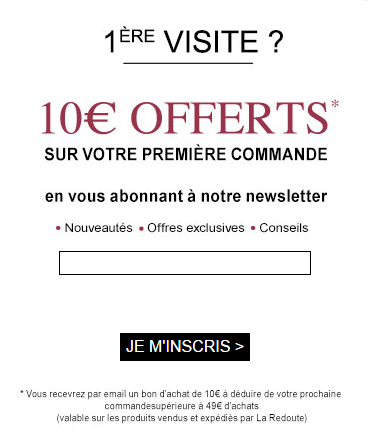 1ÈRE VISITE ?
10€ OFFERTS*
SUR VOTRE PREMIÈRE COMMANDE
en vous abonnant à notre newsletter
• Nouveautés • Offres exclusives • Conseils
JE M'INSCRIS >
* Vous recevrez par email un bon d'achat de 10€ à déduire de votre prochaine
commandesupérieure à 49€ d'achats
(valable sur les produits vendus et expédiés par La Redoute)